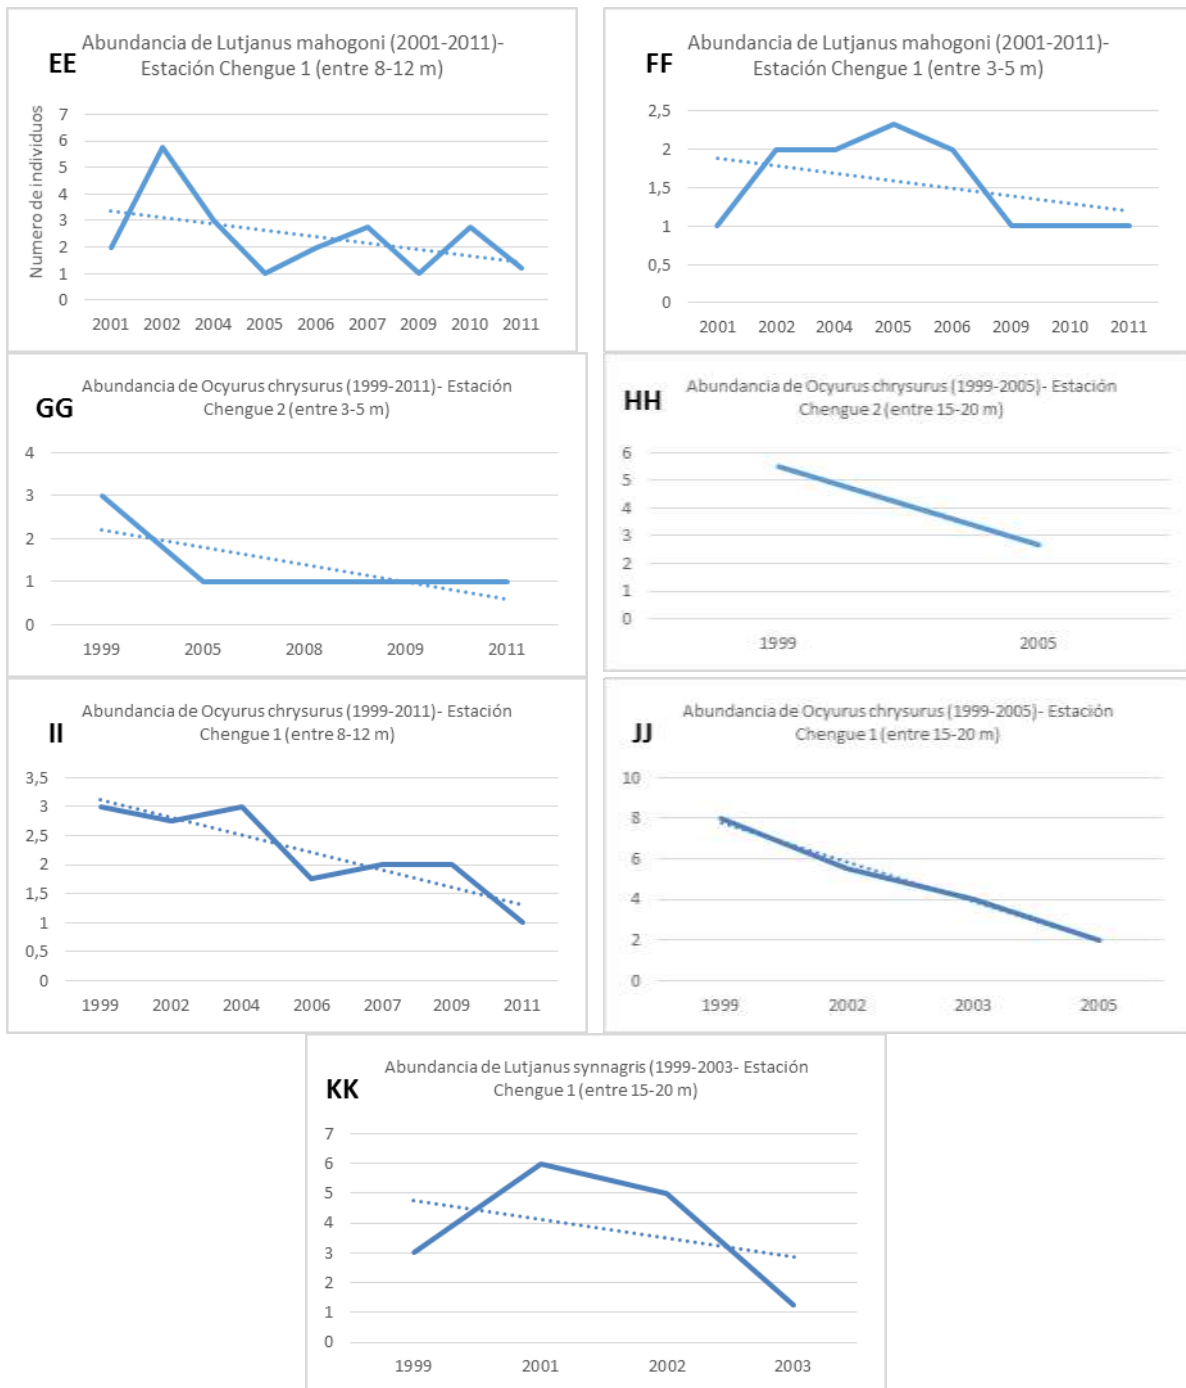 EE
Abundancia de Lutjanus mahogoni (2001-2011)-
Estación Chengue 1 (entre 8-12 m)
Numero de individuos
7
6
5
4
3
2
1
0
2001 2002 2004 2005 2006 2007 2009 2010 2011
FF
Abundancia de Lutjanus mahogoni (2001-2011)-
Estación Chengue 1 (entre 3-5 m)
2,5
2
1,5
1
0,5
0
2001 2002 2004 2005 2006 2009 2010 2011
GG
Abundancia de Ocyurus chrysurus (1999-2011)- Estación
Chengue 2 (entre 3-5 m)
4
3
2
1
0
1999 2005 2008 2009 2011
HH
Abundancia de Ocyurus chrysurus (1999-2005)- Estación
Chengue 2 (entre 15-20 m)
6
5
4
3
2
1
0
1999 2005
II
Abundancia de Ocyurus chrysurus (1999-2011)- Estación
Chengue 1 (entre 8-12 m)
3,5
3
2,5
2
1,5
1
0,5
0
1999 2002 2004 2006 2007 2009 2011
JJ
Abundancia de Ocyurus chrysurus (1999-2005)- Estación
Chengue 1 (entre 15-20 m)
10
8
6
4
2
0
1999 2002 2003 2005
KK
Abundancia de Lutjanus synnagris (1999-2003- Estación
Chengue 1 (entre 15-20 m)
7
6
5
4
3
2
1
0
1999 2001 2002 2003